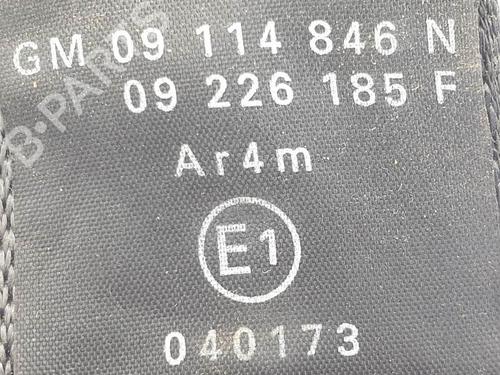 B-PARTS
GM 09 114 846 N
09 226 185 F
Ar4m
E1
040173